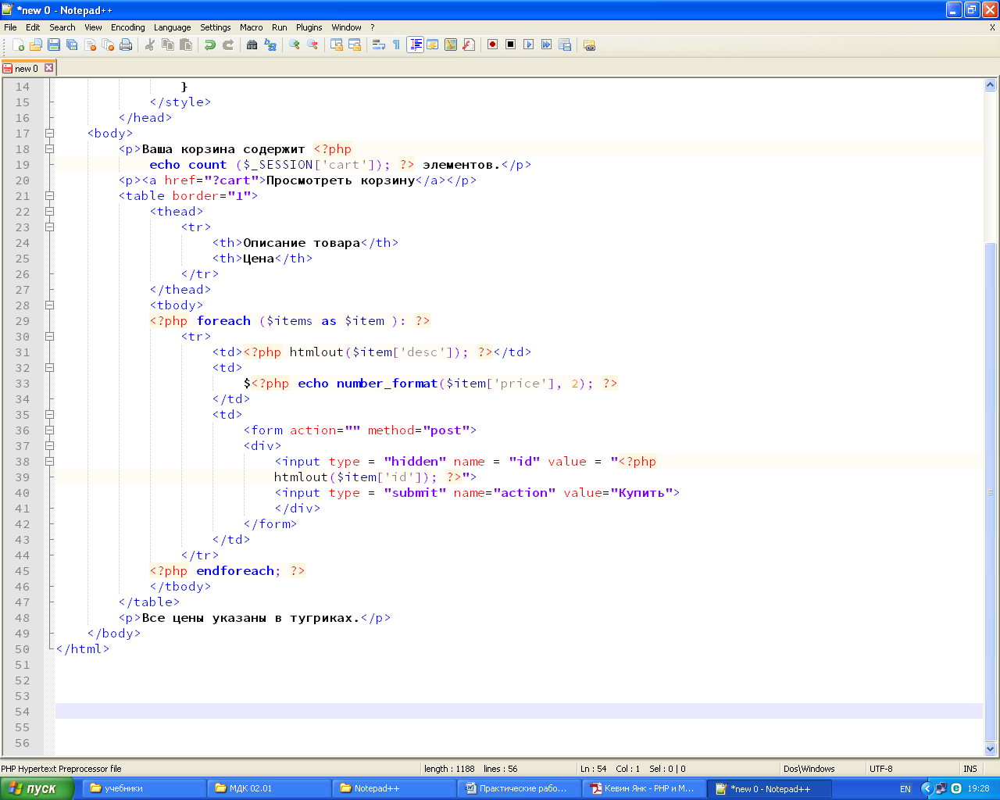 *new 0 - Notepad++
File Edit Search View Encoding Language Settings Macro Run Plugins Window ? X
new 0
14 }
15 </style>
16 </head>
17 <body>
18 <p>Ваша корзина содержит <?php
19 echo count ($_SESSION['cart']); ?> элементов.</p>
20 <p><a href="?cart">Просмотреть корзину</a></p>
21 <table border="1">
22 <thead>
23 <tr>
24 <th>Описание товара</th>
25 <th>Цена</th>
26 </tr>
27 </thead>
28 <tbody>
29 <?php foreach ($items as $item ): ?>
30 <tr>
31 <td><?php htmlout($item['desc']); ?></td>
32 <td>
33 $<?php echo number_format($item['price'], 2); ?>
34 </td>
35 <td>
36 <form action="" method="post">
37 <div>
38 <input type = "hidden" name = "id" value = "<?php
39 htmlout($item['id']); ?>">
40 <input type = "submit" name="action" value="Купить">
41 </div>
42 </form>
43 </td>
44 </tr>
45 <?php endforeach; ?>
46 </tbody>
47 </table>
48 <p>Все цены указаны в тугриках.</p>
49 </body>
50 </html>
51
52
53
54
55
56
PHP Hypertext Preprocessor file length : 1188 lines : 56 Ln : 54 Col : 1 Sel : 0 | 0 Dos\Windows UTF-8 INS
пуск учебники МДК 02.01 Notepad++ Практические рабо... Кевин Янк - PHP и M... *new 0 - Notepad++ EN 19:28